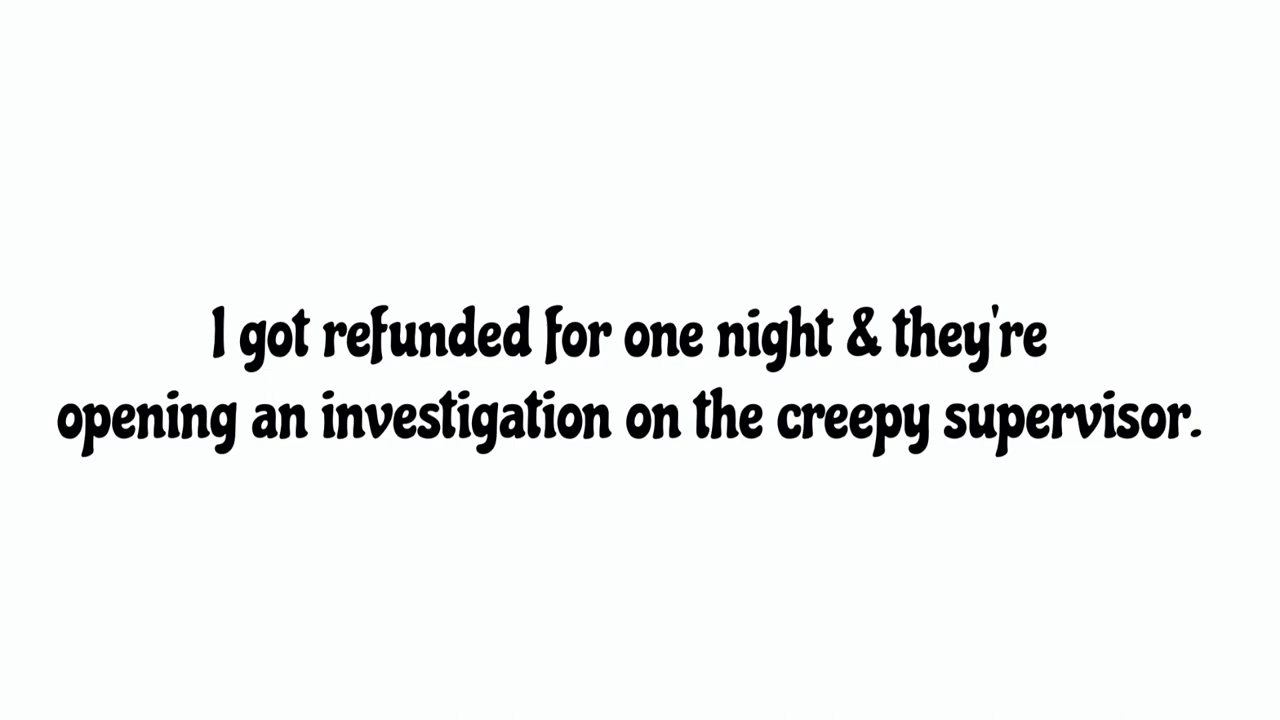 I got refunded for one night & they're
opening an investigation on the creepy supervisor.